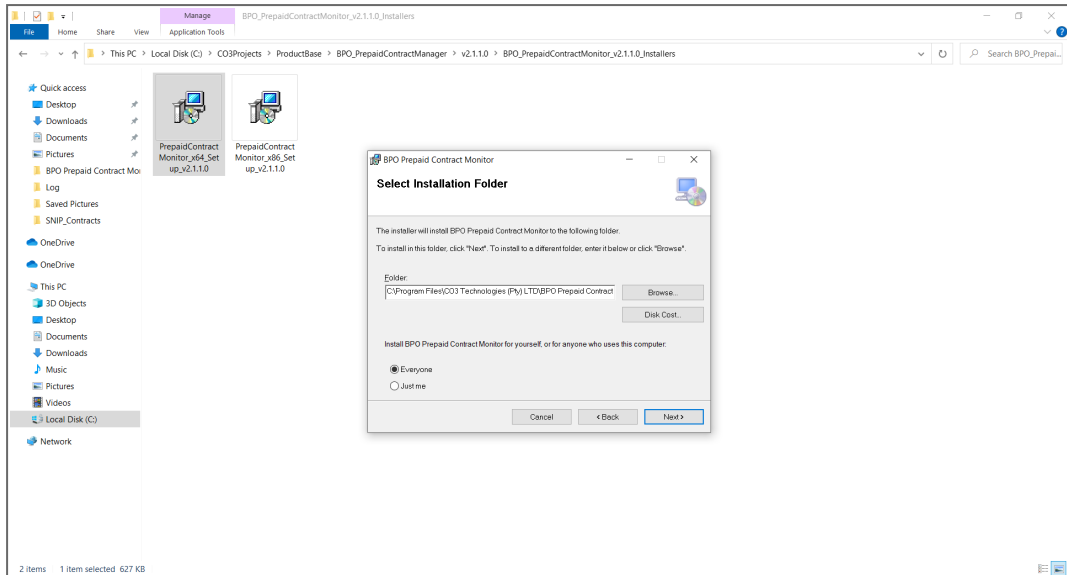 Manage
BPO_PrepaidContractMonitor_v2.1.1.0_Installers
File
Home
Share
View
Application Tools
This PC > Local Disk (C:) > CO3Projects > ProductBase > BPO_PrepaidContractManager > v2.1.1.0 > BPO_PrepaidContractMonitor_v2.1.1.0_Installers
Search BPO_Prepai...
Quick access
Desktop
Downloads
Documents
Pictures
BPO Prepaid Contract Mo
Log
Saved Pictures
SNIP_Contracts
OneDrive
OneDrive
This PC
3D Objects
Desktop
Documents
Downloads
Music
Pictures
Videos
Local Disk (C:)
Network
PrepaidContract
Monitor_x64_Set
up_v2.1.1.0
PrepaidContract
Monitor_x86_Set
up_v2.1.1.0
BPO Prepaid Contract Monitor
Select Installation Folder
The installer will install BPO Prepaid Contract Monitor to the following folder.
To install in this folder, click "Next". To install to a different folder, enter it below or click "Browse".
Folder:
C:\Program Files\CO3 Technologies (Pty) LTD\BPO Prepaid Contract
Browse...
Disk Cost...
Install BPO Prepaid Contract Monitor for yourself, or for anyone who uses this computer:
Everyone
Just me
Cancel
< Back
Next >
2 items
1 item selected 627 KB